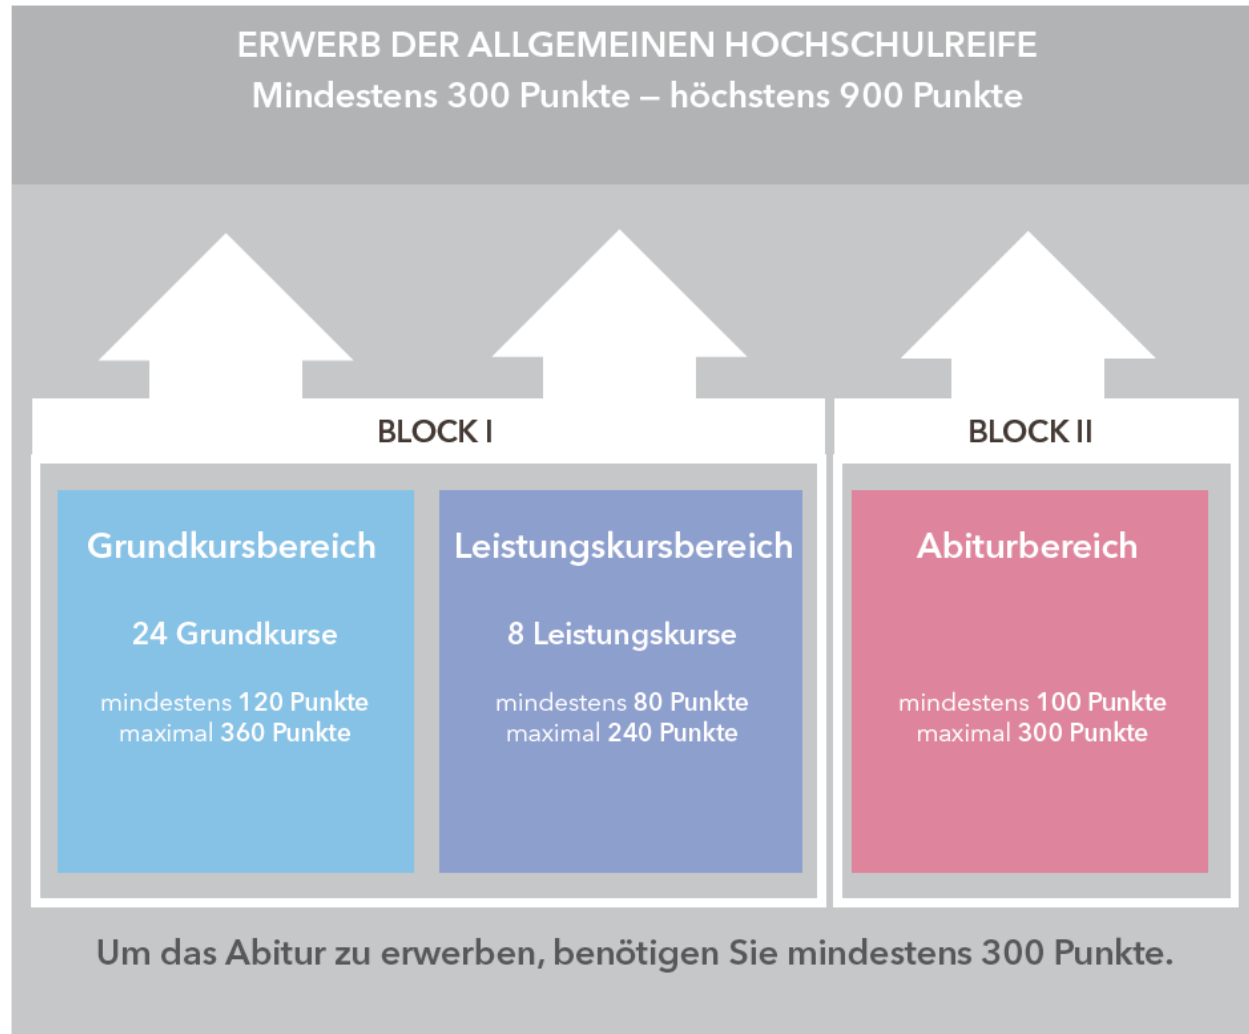 ERWERB DER ALLGEMEINEN HOCHSCHULREIFE
Mindestens 300 Punkte – höchstens 900 Punkte
BLOCK I
Grundkursbereich
24 Grundkurse
mindestens 120 Punkte
maximal 360 Punkte
Leistungskursbereich
8 Leistungskurse
mindestens 80 Punkte
maximal 240 Punkte
BLOCK II
Abiturbereich
mindestens 100 Punkte
maximal 300 Punkte
Um das Abitur zu erwerben, benötigen Sie mindestens 300 Punkte.